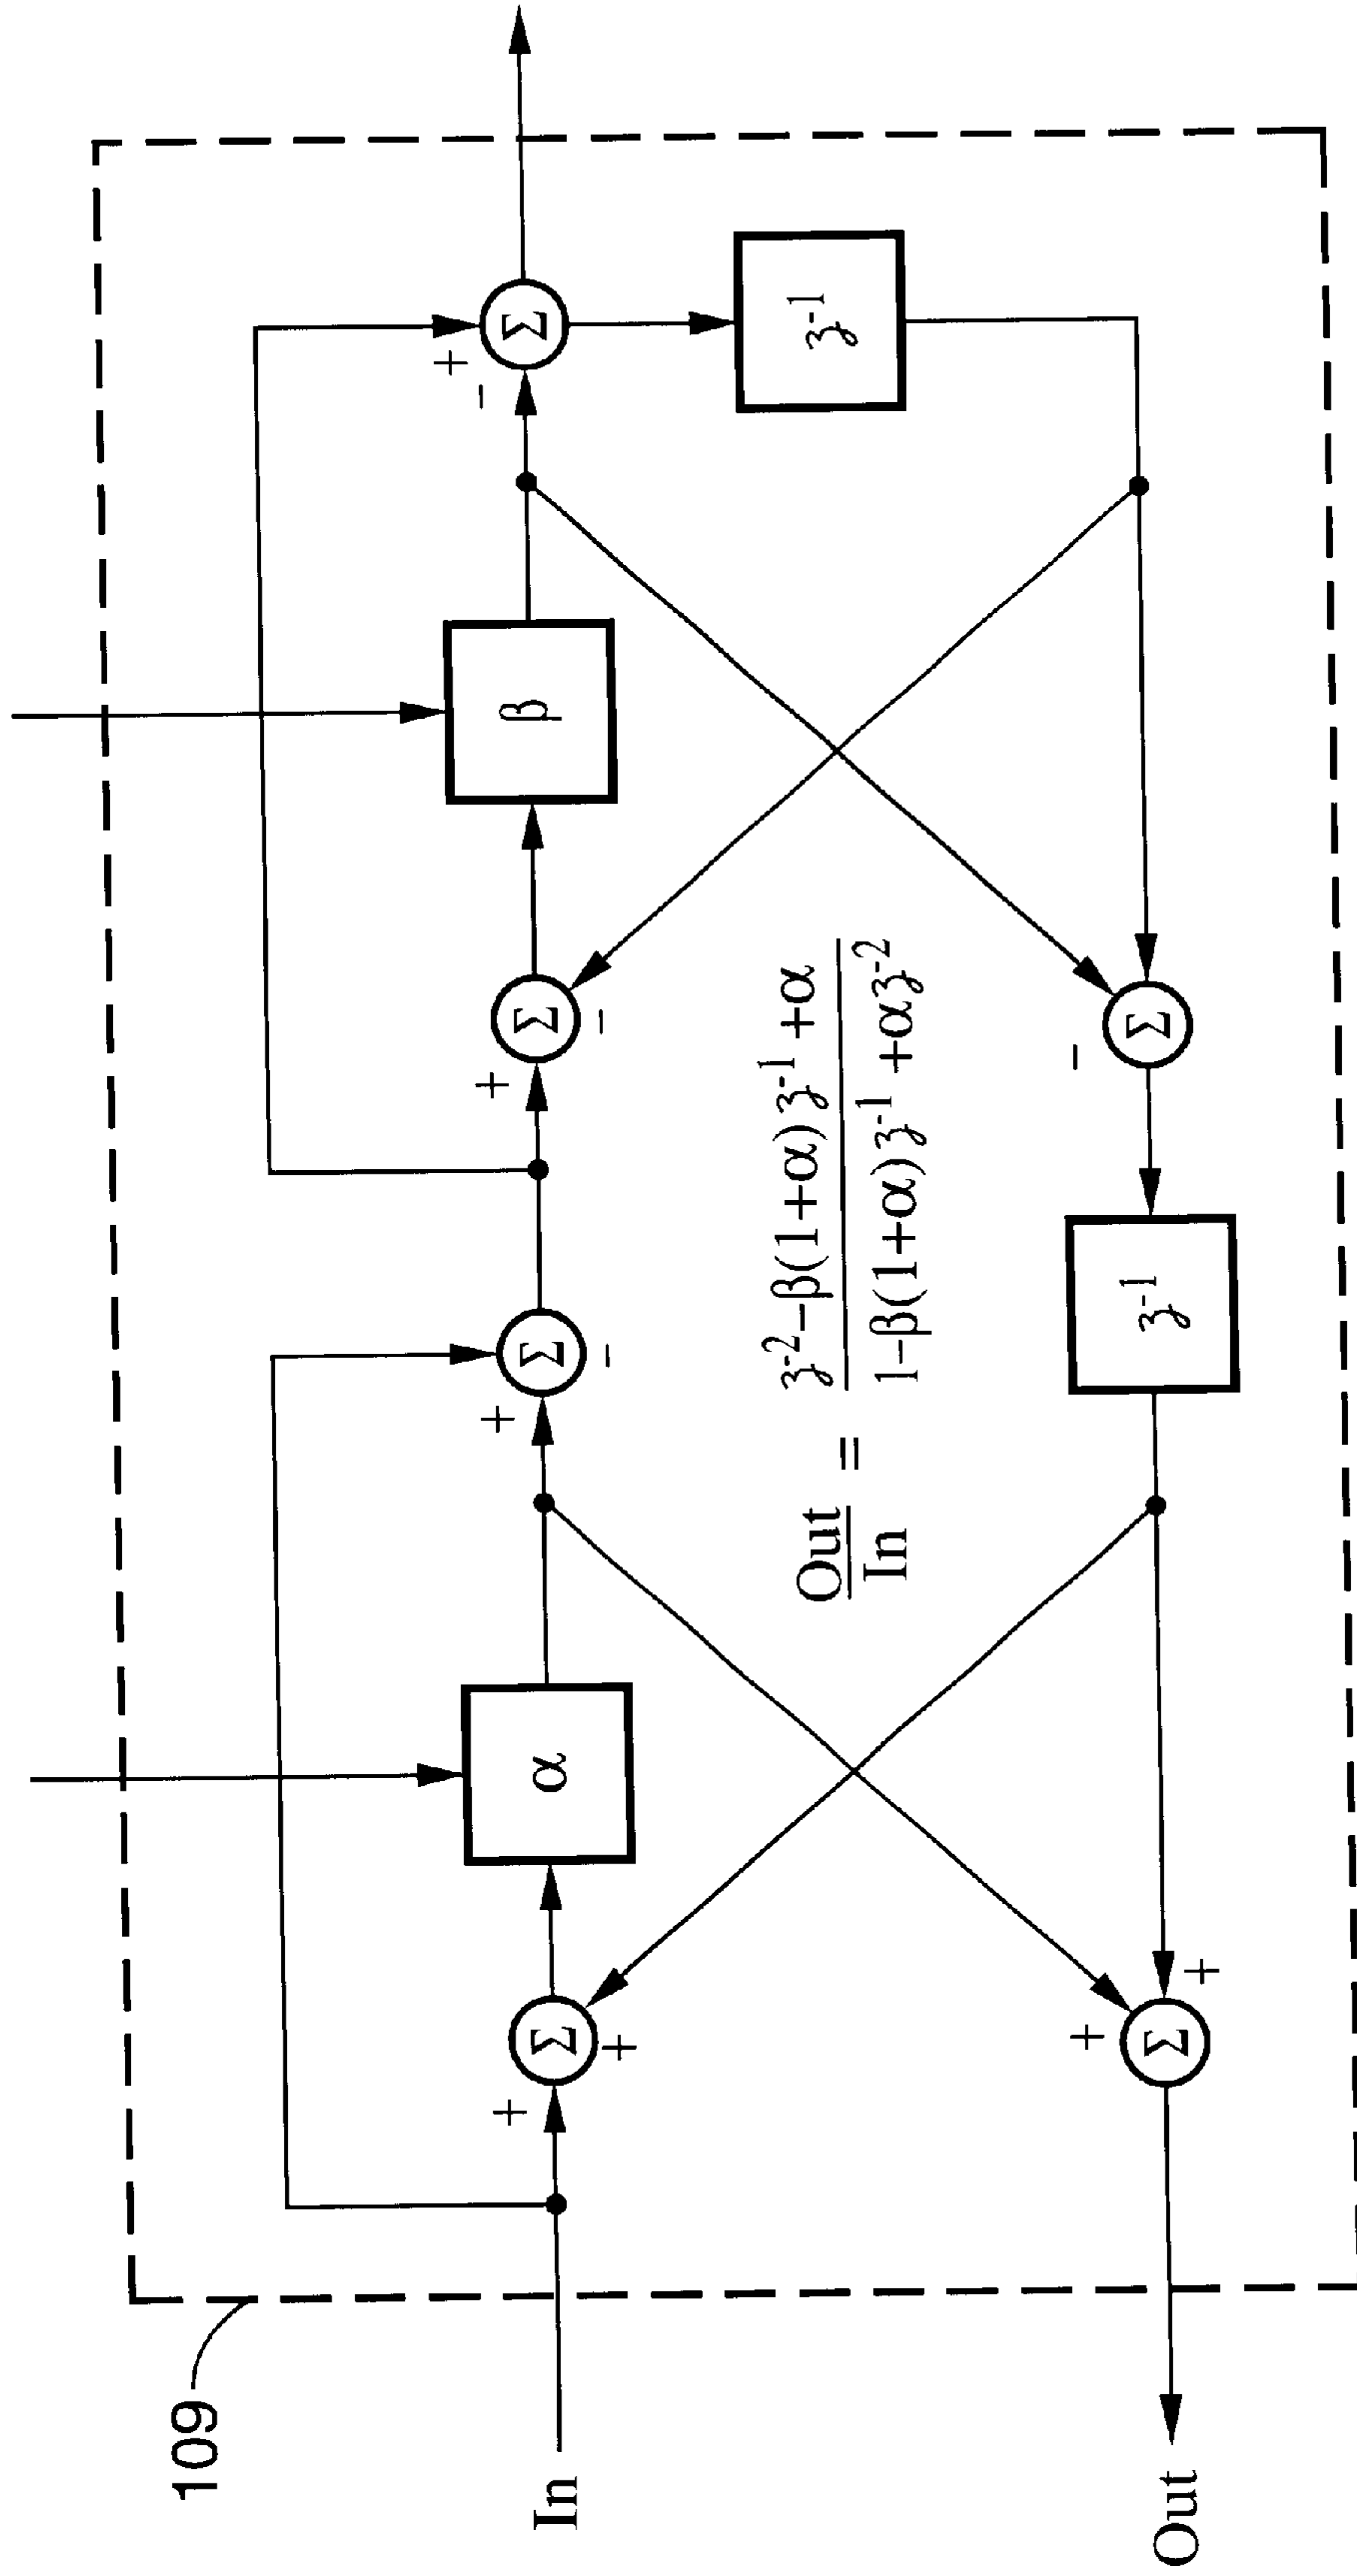 109
+
-
Σ
z⁻¹
β
+
Σ
-
+
Σ
-
α
+
Σ
+
-
Σ
z⁻¹
+
+
Σ
Out/In = (z⁻²-β(1+α)z⁻¹+α)/(1-β(1+α)z⁻¹+αz⁻²)
In
Out